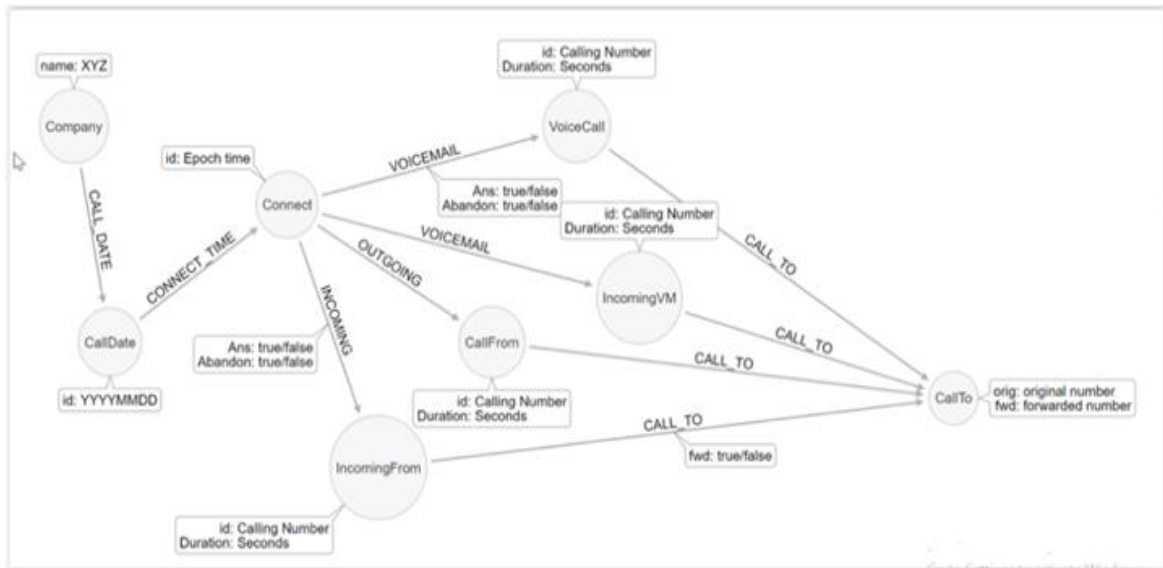 name: XYZ
Company
CALL_DATE
CallDate
id: YYYYMMDD
CONNECT_TIME
id: Epoch time
Connect
VOICEMAIL
Ans: true/false
Abandon: true/false
id: Calling Number
Duration: Seconds
VoiceCall
CALL_TO
VOICEMAIL
id: Calling Number
Duration: Seconds
IncomingVM
CALL_TO
OUTGOING
CallFrom
id: Calling Number
Duration: Seconds
CALL_TO
INCOMING
Ans: true/false
Abandon: true/false
IncomingFrom
id: Calling Number
Duration: Seconds
CALL_TO
fwd: true/false
CallTo
orig: original number
fwd: forwarded number